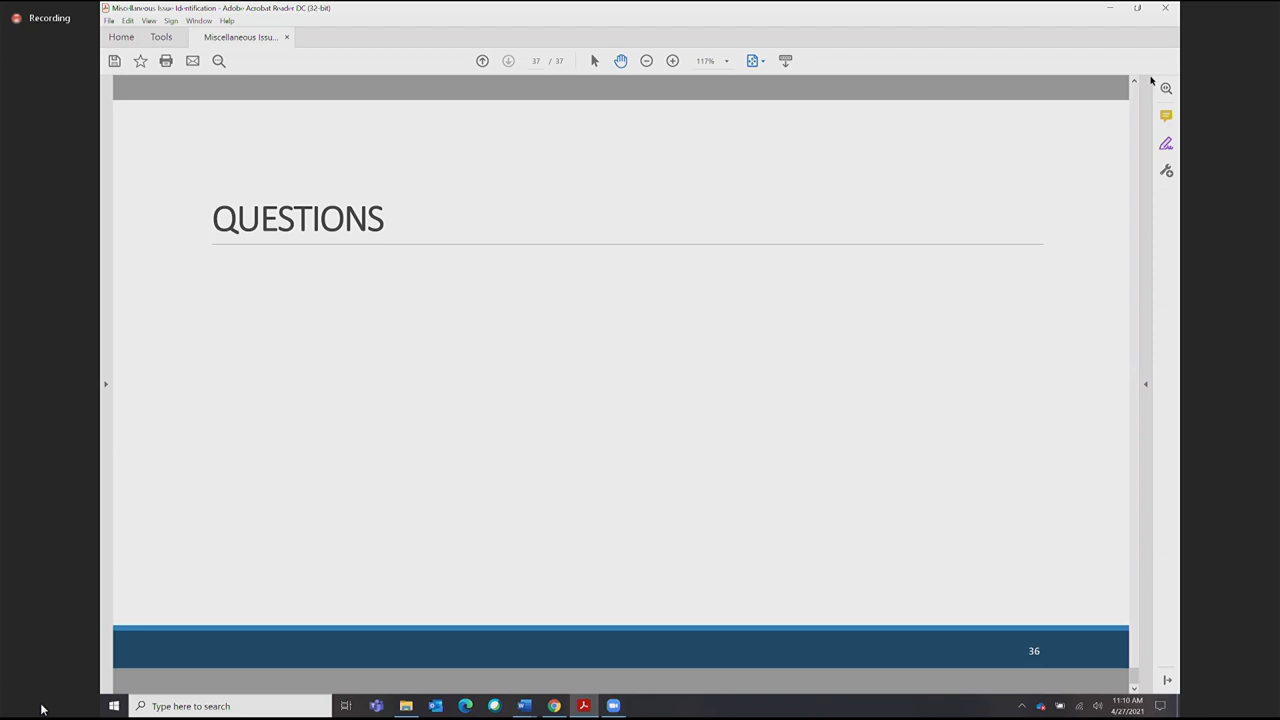 Recording
Miscellaneous Issue Identification - Adobe Acrobat Reader DC (32-bit)
File Edit View Sign Window Help
Home Tools Miscellaneous Issu... ×
37 / 37 117%
QUESTIONS
36
Type here to search
11:10 AM
4/27/2021